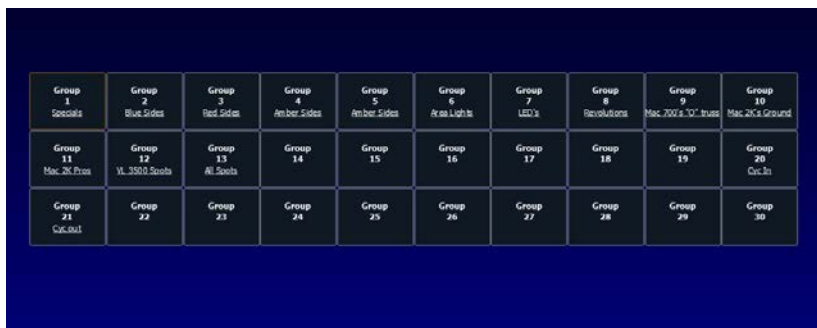 Group Group Group Group Group Group Group Group Group Group
1 2 3 4 5 6 7 8 9 10
Specials Blue Sides Red Sides Amber Sides Amber Sides Area Lights LED's Revolutions Mac 700's "O" truss Mac 2K's Ground
Group Group Group Group Group Group Group Group Group Group
11 12 13 14 15 16 17 18 19 20
Mac 2K Pros VL 3500 Spots All Spots Cyc In
Group Group Group Group Group Group Group Group Group Group
21 22 23 24 25 26 27 28 29 30
Cyc out